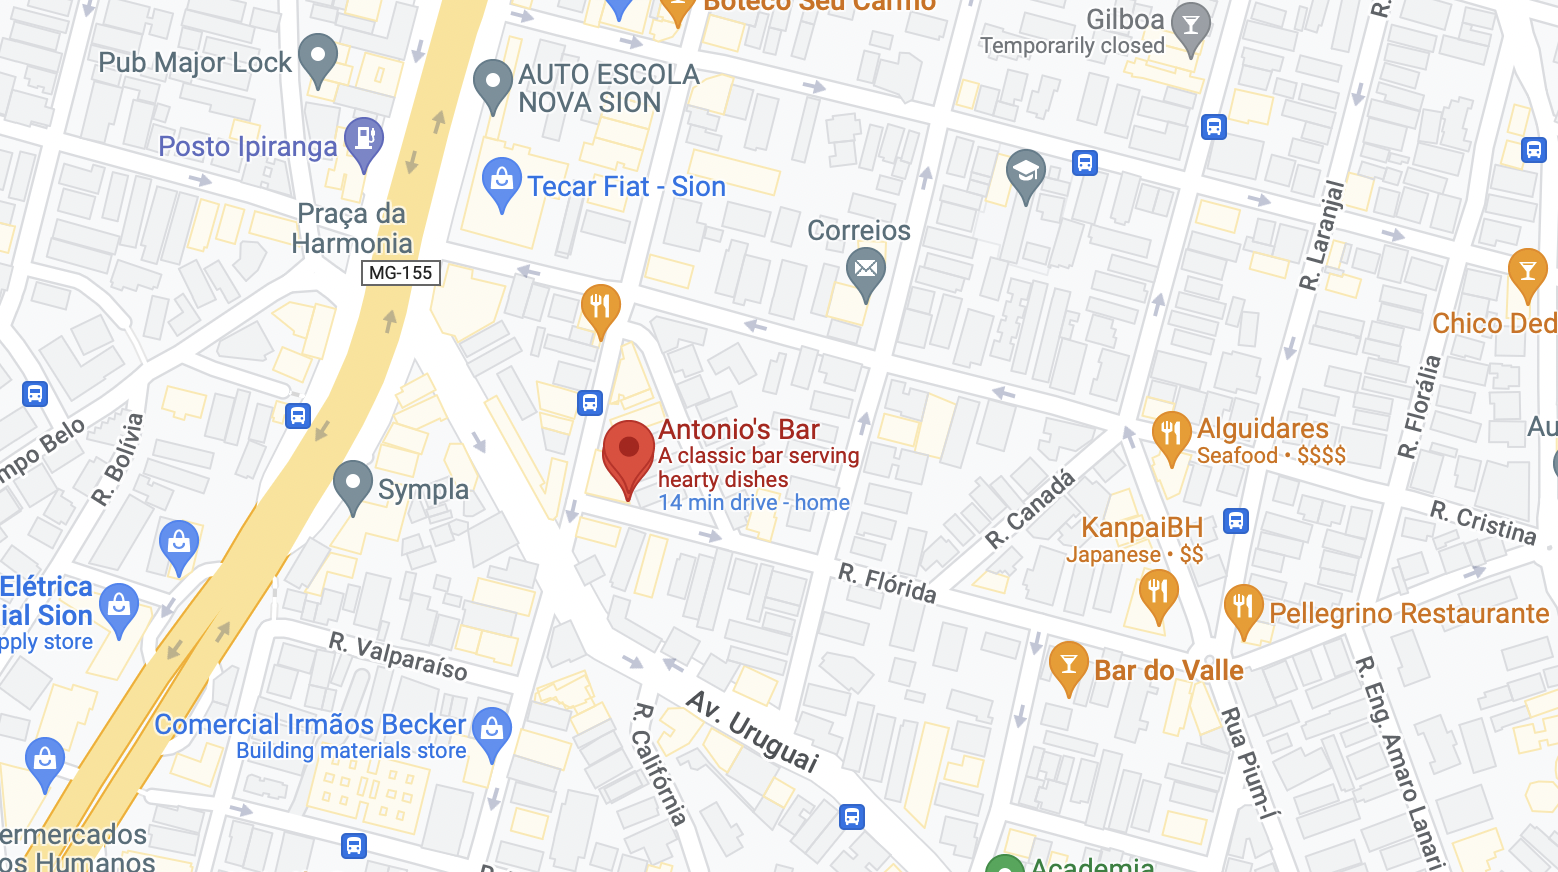 Boteco Seu Carmo
Gilboa
Temporarily closed
R.
Pub Major Lock
AUTO ESCOLA
NOVA SION
Posto Ipiranga
Tecar Fiat - Sion
Praça da
Harmonia
MG-155
Correios
R. Laranjal
Chico Ded
R. Florália
Antonio's Bar
A classic bar serving
hearty dishes
14 min drive - home
Alguidares
Seafood • $$$$
Au
mpo Belo
R. Bolívia
Sympla
R. Canadá
KanpaiBH
Japanese • $$
R. Cristina
Elétrica
ial Sion
pply store
R. Flórida
Pellegrino Restaurante
R. Valparaíso
Bar do Valle
Comercial Irmãos Becker
Building materials store
R. Califórnia
Av. Uruguai
Rua Pium-Í
R. Eng. Amaro Lanari
ermercados
os Humanos
Academia